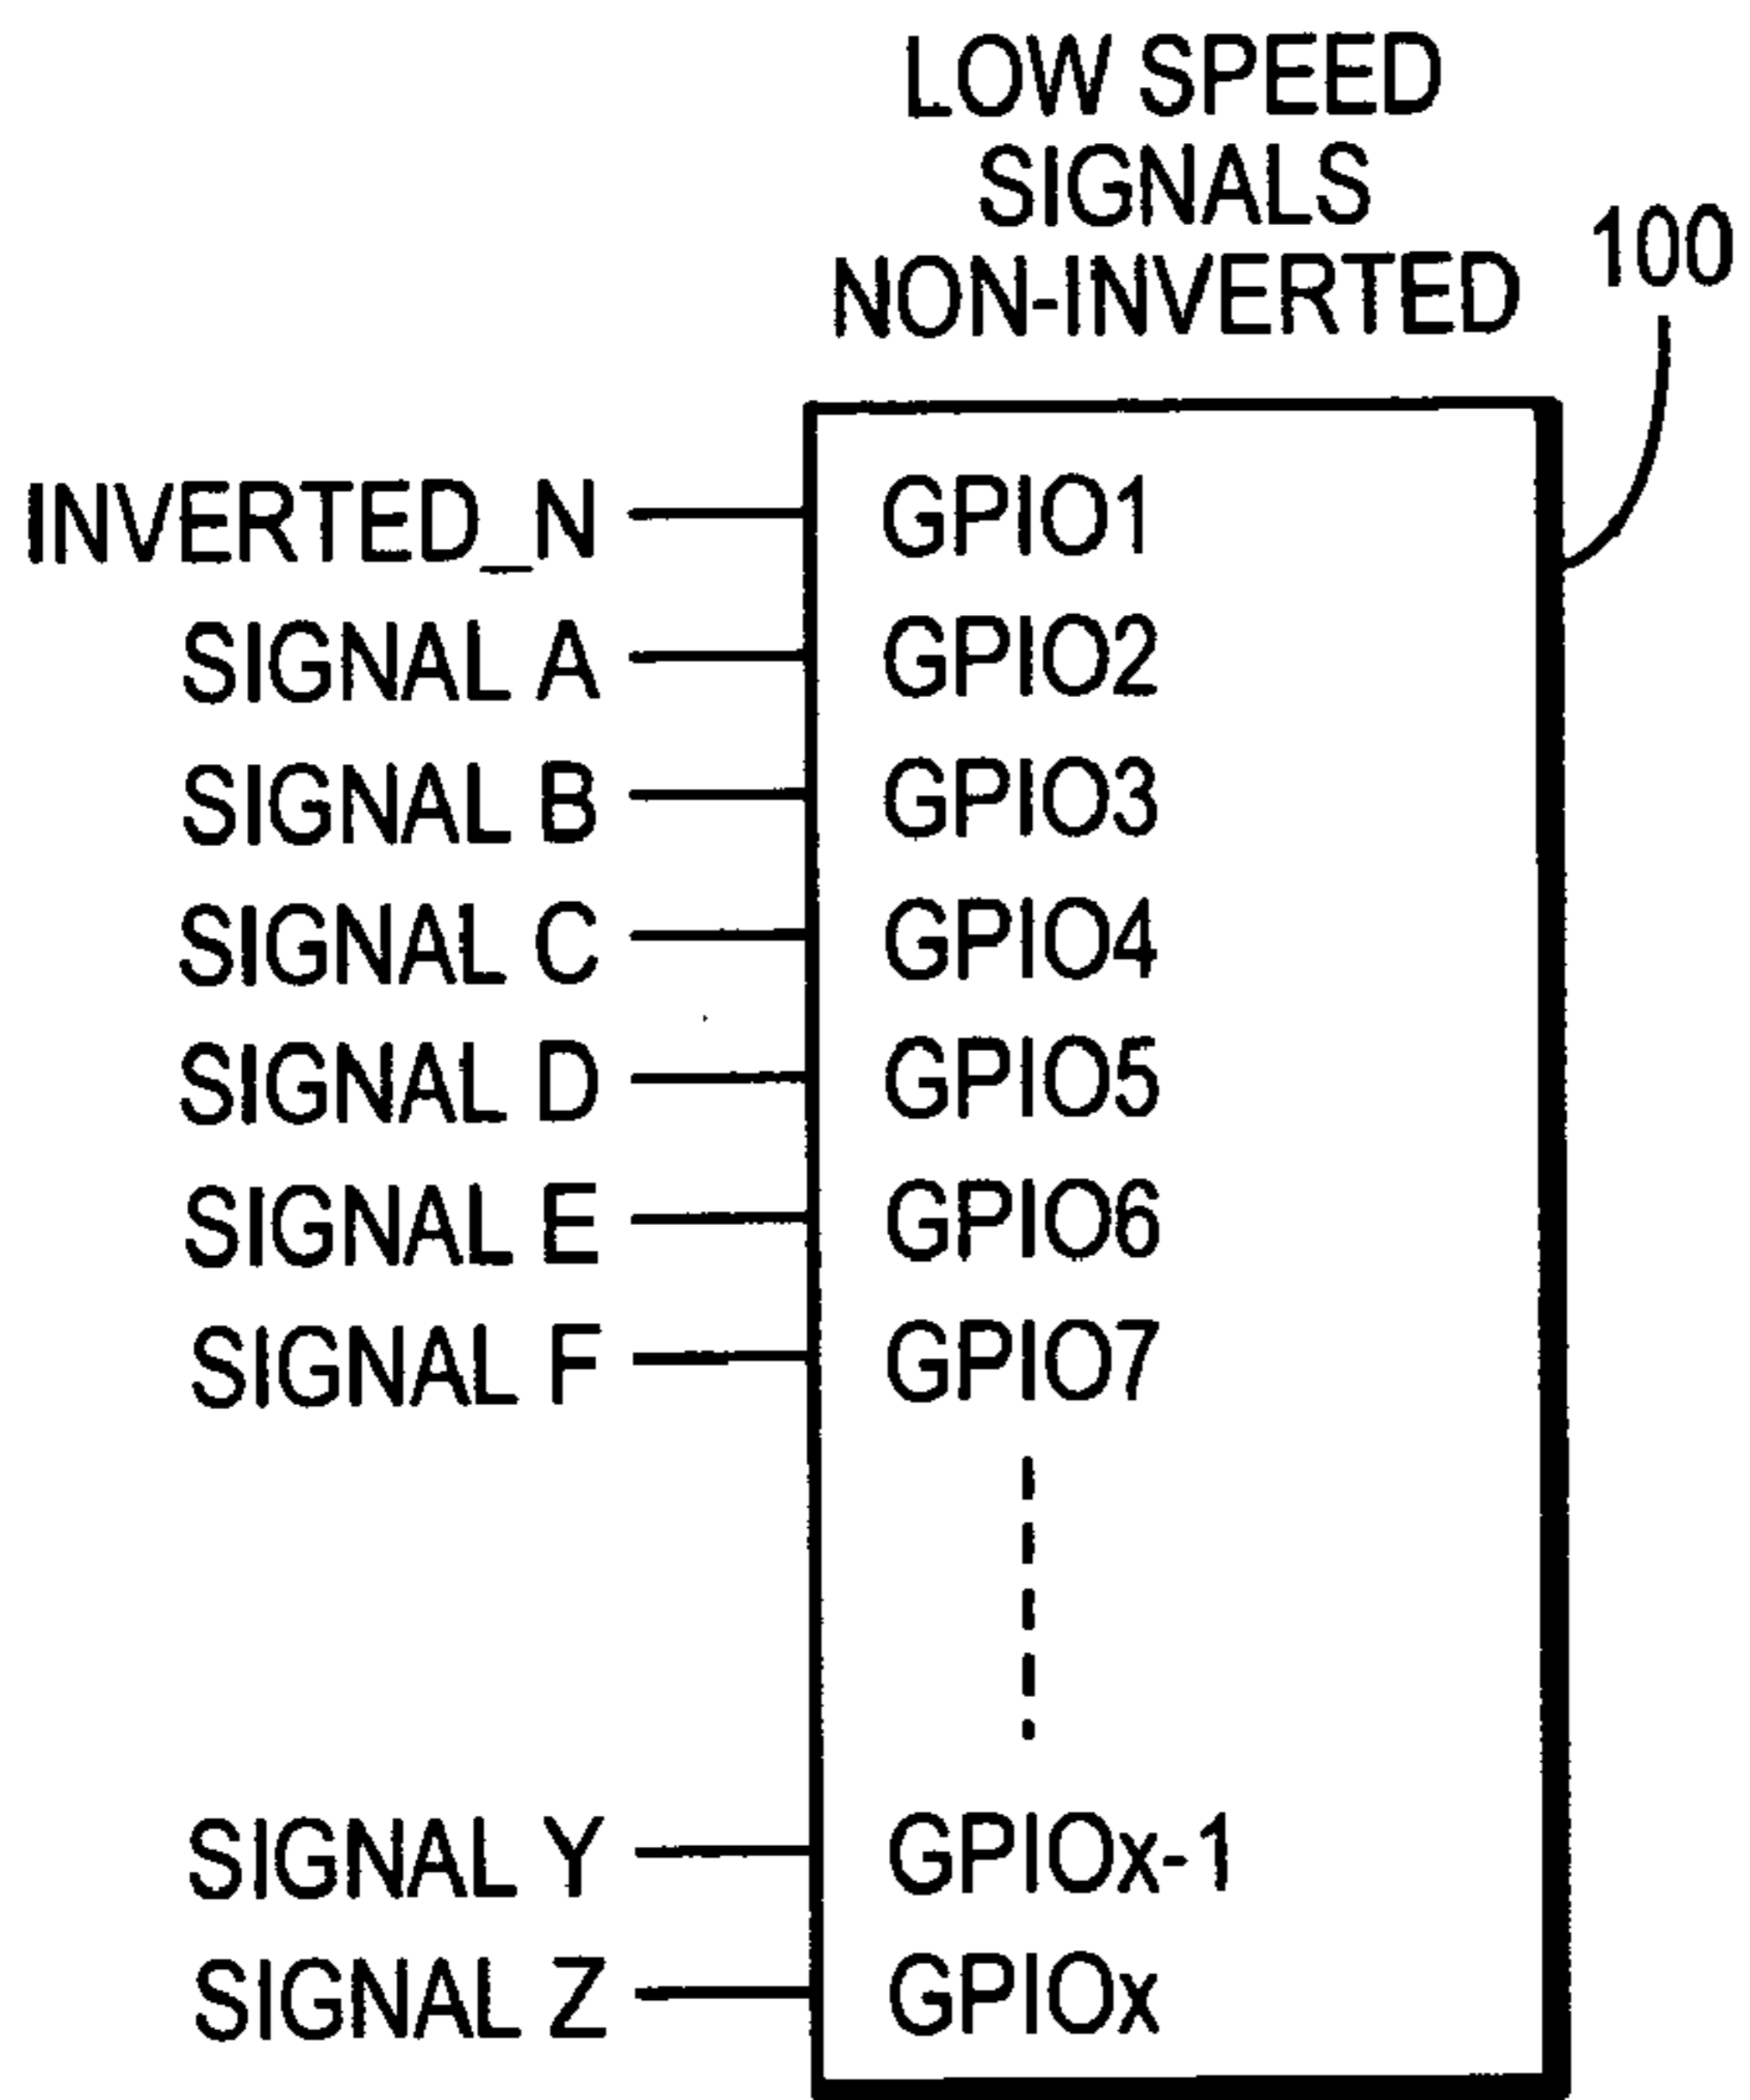 LOW SPEED
SIGNALS
NON-INVERTED
100
INVERTED_N GPIO1
SIGNAL A GPIO2
SIGNAL B GPIO3
SIGNAL C GPIO4
SIGNAL D GPIO5
SIGNAL E GPIO6
SIGNAL F GPIO7
SIGNAL Y GPIOx-1
SIGNAL Z GPIOx